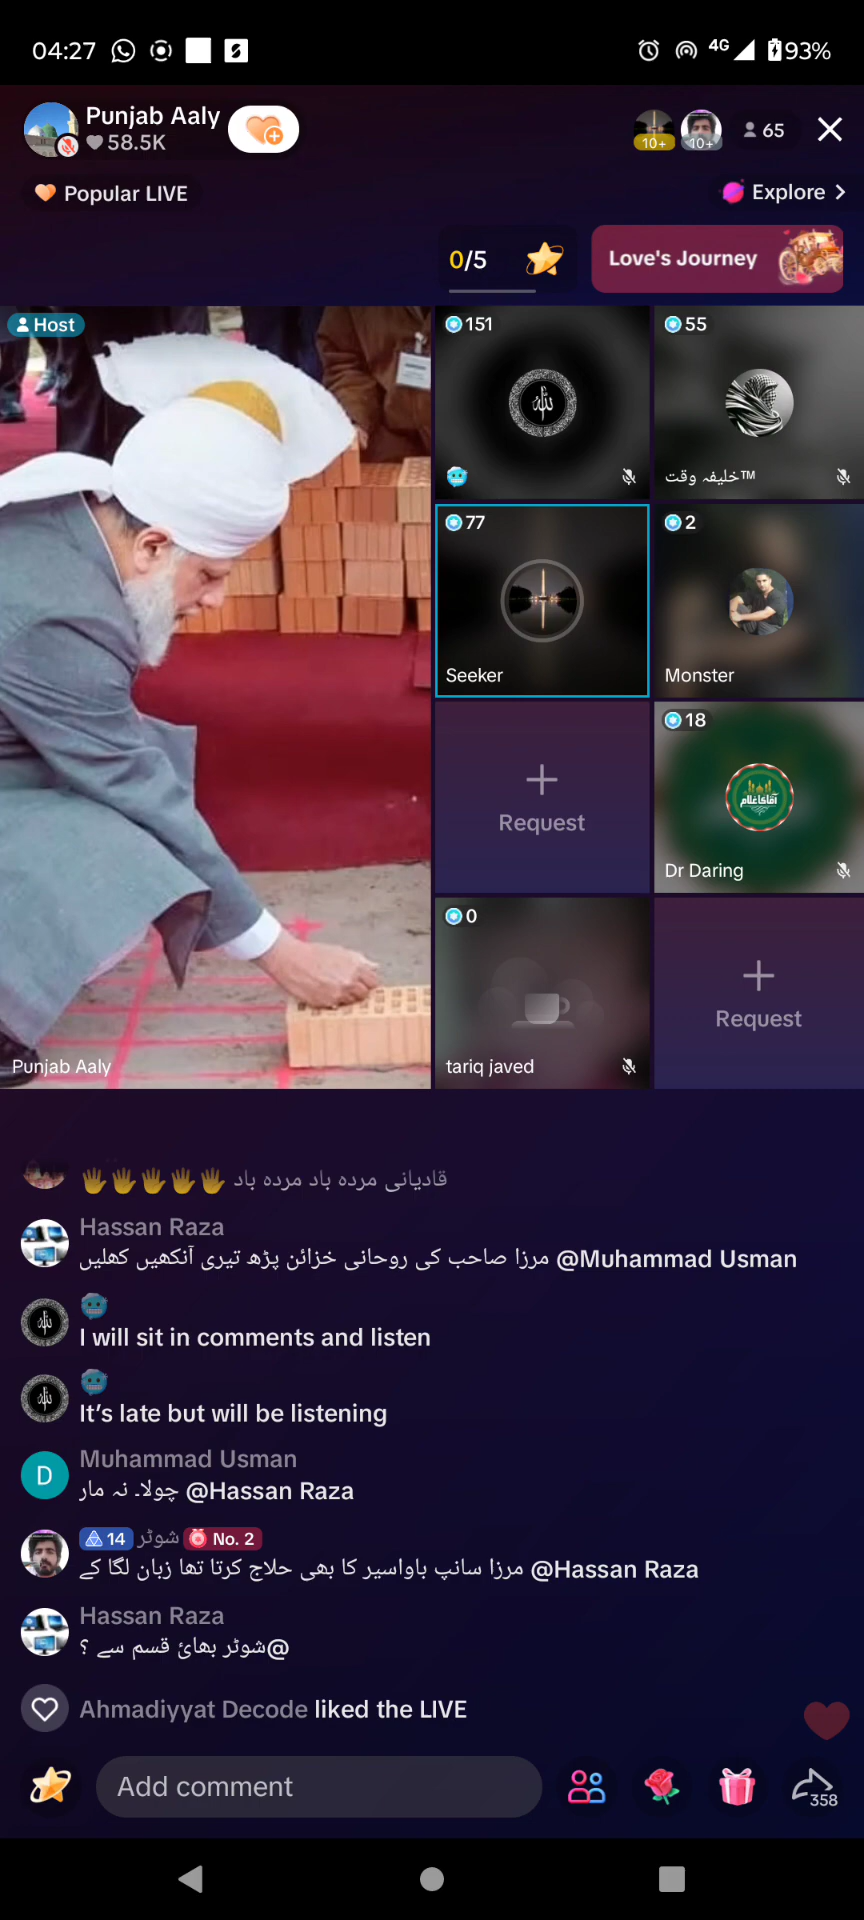 04:27
4G
93%
Punjab Aaly
58.5K
10+
10+
65
Popular LIVE
Explore
0/5
Love's Journey
Host
151
55
خلیفہ وقت™
77
2
Seeker
Monster
18
Request
آقا کا غلام
Dr Daring
0
Request
Punjab Aaly
tariq javed
قادیانی مردہ باد مردہ باد 🖐🖐🖐🖐🖐
Hassan Raza
@Muhammad Usman مرزا صاحب کی روحانی خزائن پڑھ تیری آنکھیں کھلیں
🥶
I will sit in comments and listen
🥶
It's late but will be listening
D
Muhammad Usman
@Hassan Raza چولا۔ نہ مار
14 شوٹر No. 2
@Hassan Raza مرزا سانپ باواسیر کا بھی حلاج کرتا تھا زبان لگا کے
Hassan Raza
@شوٹر بھائ قسم سے ؟
Ahmadiyyat Decode liked the LIVE
Add comment
358